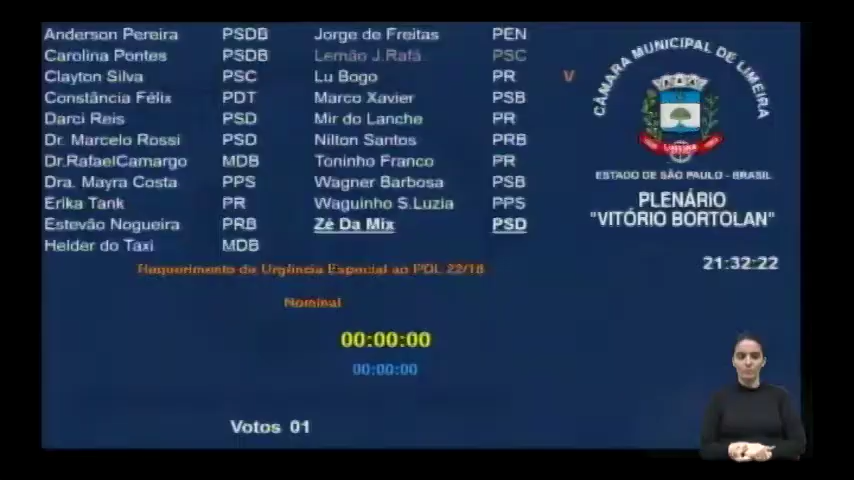 Anderson Pereira PSDB Jorge de Freitas PEN
Carolina Pontes PSDB Lemão J.Rafa PSC
Clayton Silva PSC Lu Bogo PR V
Constância Félix PDT Marco Xavier PSB
Darci Reis PSD Mir do Lanche PR
Dr. Marcelo Rossi PSD Nilton Santos PRB
Dr.RafaelCamargo MDB Toninho Franco PR
Dra. Mayra Costa PPS Wagner Barbosa PSB
Erika Tank PR Waguinho S.Luzia PPS
Estevão Nogueira PRB Zé Da Mix PSD
Helder do Taxi MDB
Requerimento de Urgência Especial ao PDL 22/18
Nominal
00:00:00
00:00:00
Votos 01
CÂMARA MUNICIPAL DE LIMEIRA
ESTADO DE SÃO PAULO - BRASIL
PLENÁRIO
"VITÓRIO BORTOLAN"
21:32:22